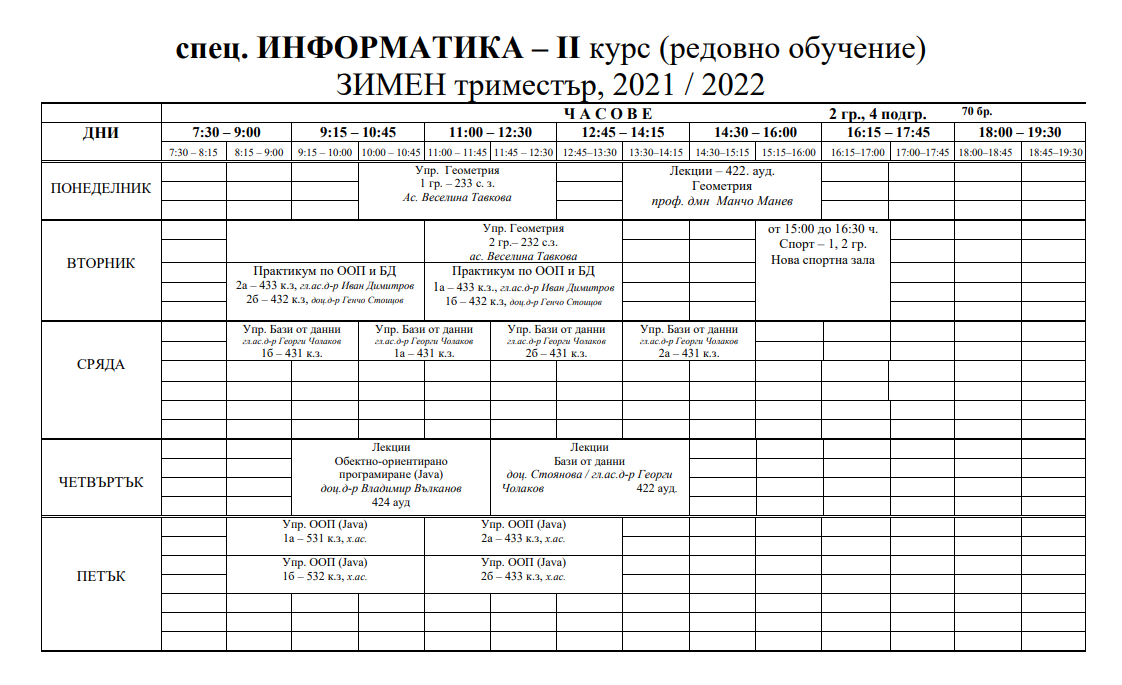 спец. ИНФОРМАТИКА – II курс (редовно обучение)
ЗИМЕН триместър, 2021 / 2022
ДНИ
Ч А С О В Е 2 гр., 4 подгр. 70 бр.
7:30 – 9:00 9:15 – 10:45 11:00 – 12:30 12:45 – 14:15 14:30 – 16:00 16:15 – 17:45 18:00 – 19:30
7:30 – 8:15 8:15 – 9:00 9:15 – 10:00 10:00 – 10:45 11:00 – 11:45 11:45 – 12:30 12:45–13:30 13:30–14:15 14:30–15:15 15:15–16:00 16:15–17:00 17:00–17:45 18:00–18:45 18:45–19:30
ПОНЕДЕЛНИК
Упр. Геометрия
1 гр. – 233 с. з.
Ас. Веселина Тавкова
Лекции – 422. ауд.
Геометрия
проф. дмн Манчо Манев
ВТОРНИК
Упр. Геометрия
2 гр.– 232 с.з.
ас. Веселина Тавкова
от 15:00 до 16:30 ч.
Спорт – 1, 2 гр.
Нова спортна зала
Практикум по ООП и БД
2а – 433 к.з, гл.ас.д-р Иван Димитров
2б – 432 к.з, доц.д-р Генчо Стоицов
Практикум по ООП и БД
1а – 433 к.з., гл.ас.д-р Иван Димитров
1б – 432 к.з, доц.д-р Генчо Стоицов
СРЯДА
Упр. Бази от данни
гл.ас.д-р Георги Чолаков
1б – 431 к.з.
Упр. Бази от данни
гл.ас.д-р Георги Чолаков
1а – 431 к.з.
Упр. Бази от данни
гл.ас.д-р Георги Чолаков
2б – 431 к.з.
Упр. Бази от данни
гл.ас.д-р Георги Чолаков
2а – 431 к.з.
ЧЕТВЪРТЪК
Лекции
Обектно-ориентирано
програмиране (Java)
доц.д-р Владимир Вълканов
424 ауд
Лекции
Бази от данни
доц. Стоянова / гл.ас.д-р Георги
Чолаков 422 ауд.
ПЕТЪК
Упр. ООП (Java)
1а – 531 к.з, х.ас.
Упр. ООП (Java)
2а – 433 к.з, х.ас.
Упр. ООП (Java)
1б – 532 к.з, х.ас.
Упр. ООП (Java)
2б – 433 к.з, х.ас.